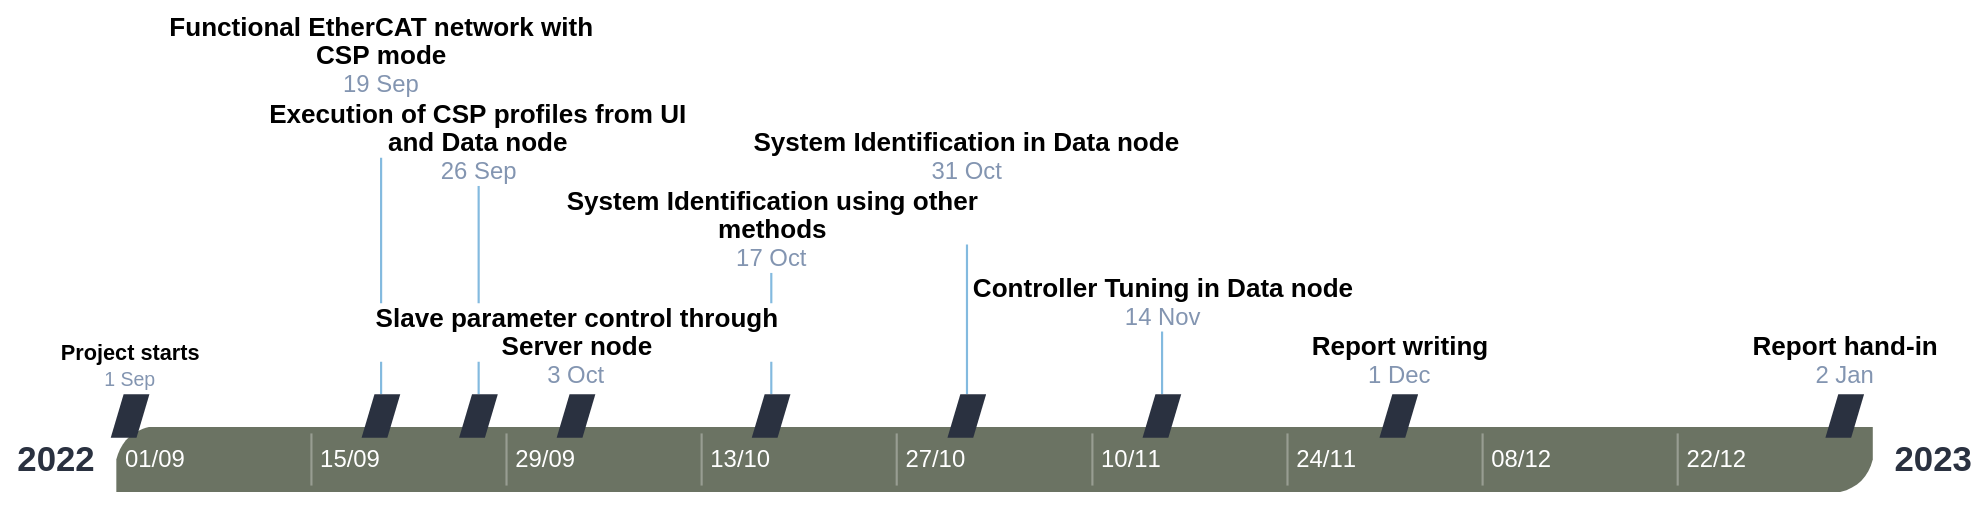 Functional EtherCAT network with
CSP mode
19 Sep
Execution of CSP profiles from UI
and Data node
26 Sep
System Identification in Data node
31 Oct
System Identification using other
methods
17 Oct
Controller Tuning in Data node
14 Nov
Slave parameter control through
Server node
3 Oct
Project starts
1 Sep
Report writing
1 Dec
Report hand-in
2 Jan
2022 01/09 15/09 29/09 13/10 27/10 10/11 24/11 08/12 22/12 2023